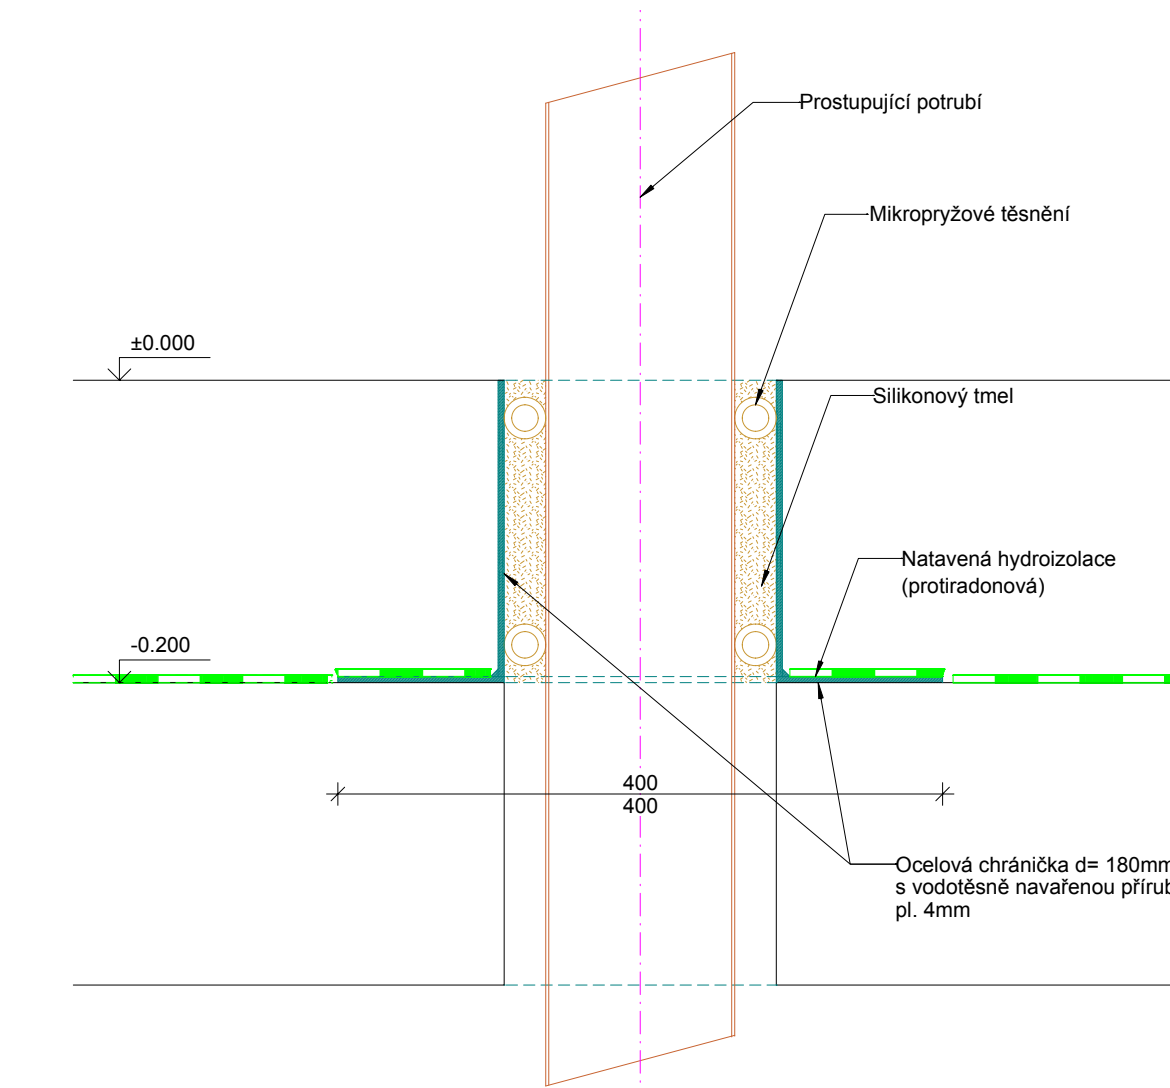 Prostupující potrubí
Mikropryžové těsnění
±0.000
Silikonový tmel
Natavená hydroizolace
(protiradonová)
-0.200
400
400
Ocelová chránička d= 180mm
s vodotěsně navařenou přírub
pl. 4mm